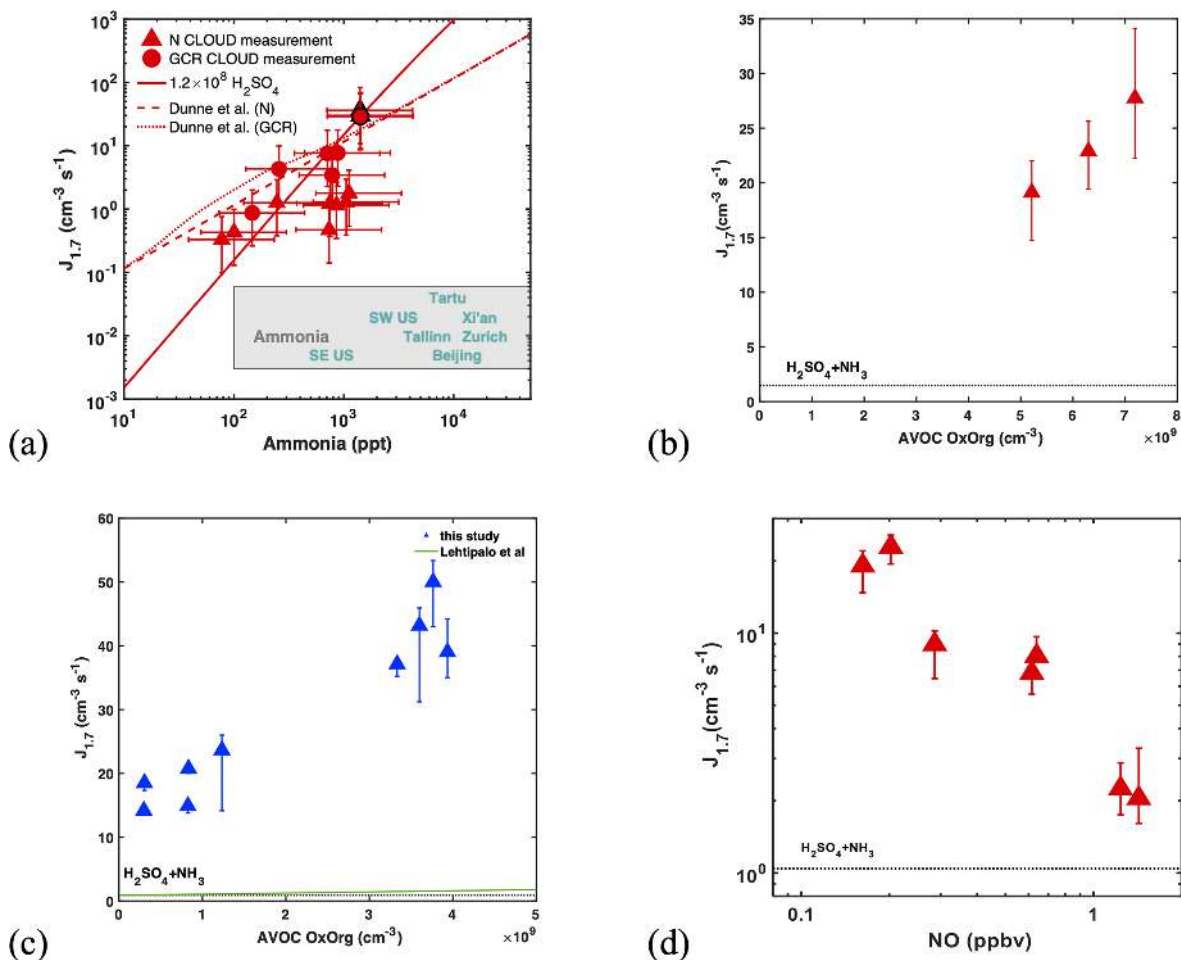 10³
10²
10¹
10⁰
10⁻¹
10⁻²
10⁻³
J₁.₇ (cm⁻³ s⁻¹)
N CLOUD measurement
GCR CLOUD measurement
1.2×10⁸ H₂SO₄
Dunne et al. (N)
Dunne et al. (GCR)
Tartu
SW US Xi'an
Ammonia Tallinn Zurich
SE US Beijing
10¹ 10² 10³ 10⁴
Ammonia (ppt)
(a)
35
30
25
20
15
10
5
0
J₁.₇(cm⁻³ s⁻¹)
H₂SO₄+NH₃
0 1 2 3 4 5 6 7 8
AVOC OxOrg (cm⁻³) ×10⁹
(b)
60
50
40
30
20
10
0
J₁.₇ (cm⁻³ s⁻¹)
this study
Lehtipalo et al
H₂SO₄+NH₃
0 1 2 3 4 5
AVOC OxOrg (cm⁻³) ×10⁹
(c)
10¹
10⁰
J₁.₇(cm⁻³ s⁻¹)
H₂SO₄+NH₃
0.1 1
NO (ppbv)
(d)